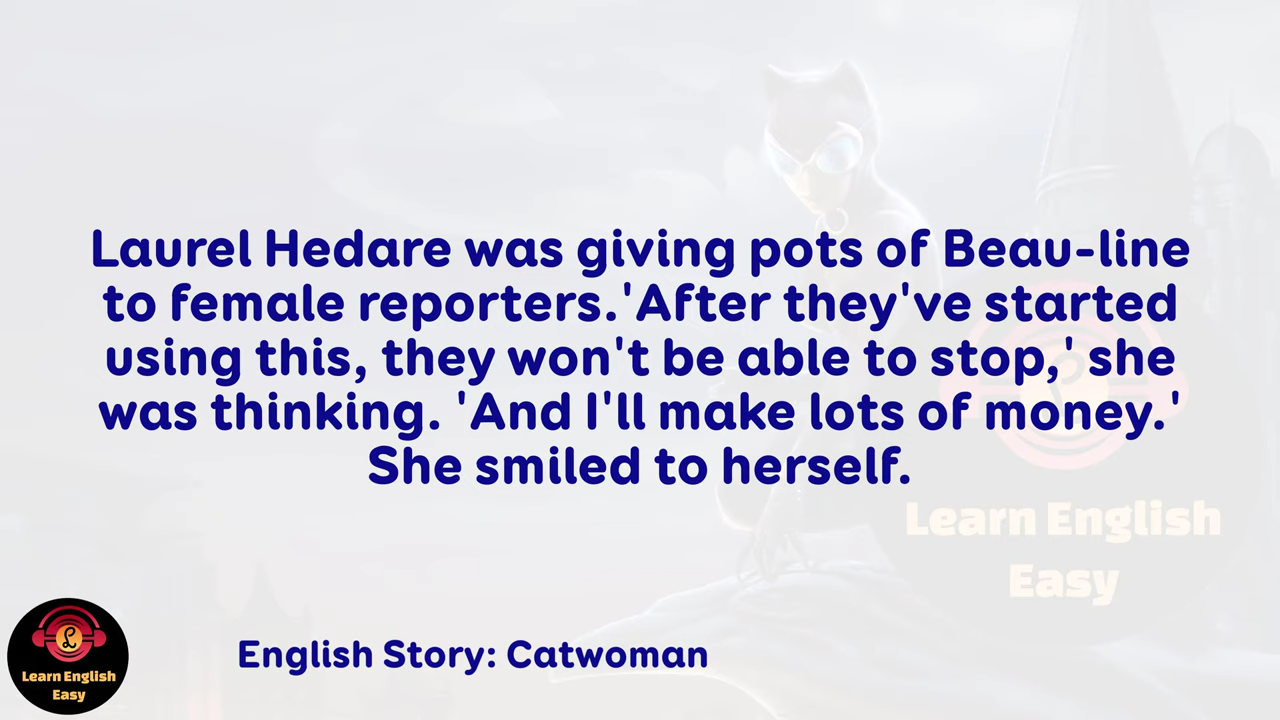 Laurel Hedare was giving pots of Beau-line
to female reporters.'After they've started
using this, they won't be able to stop,' she
was thinking. 'And I'll make lots of money.'
She smiled to herself.
Learn English
Easy
English Story: Catwoman
Learn English
Easy